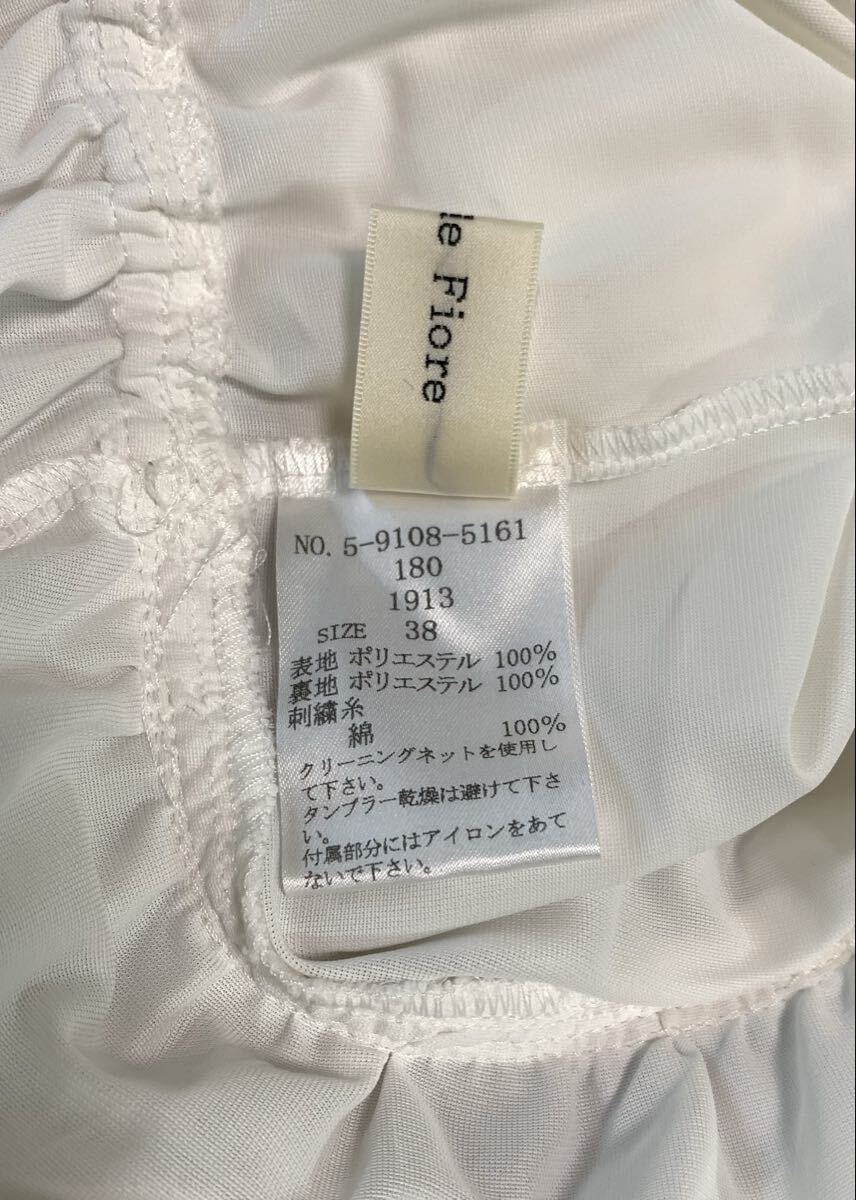 ie Fiore
NO. 5-9108-5161
180
1913
SIZE 38
表地 ポリエステル 100%
裏地 ポリエステル 100%
刺繍糸
綿 100%
クリーニングネットを使用し
て下さい。
タンブラー乾燥は避けて下さ
い。
付属部分にはアイロンをあて
ないで下さい。